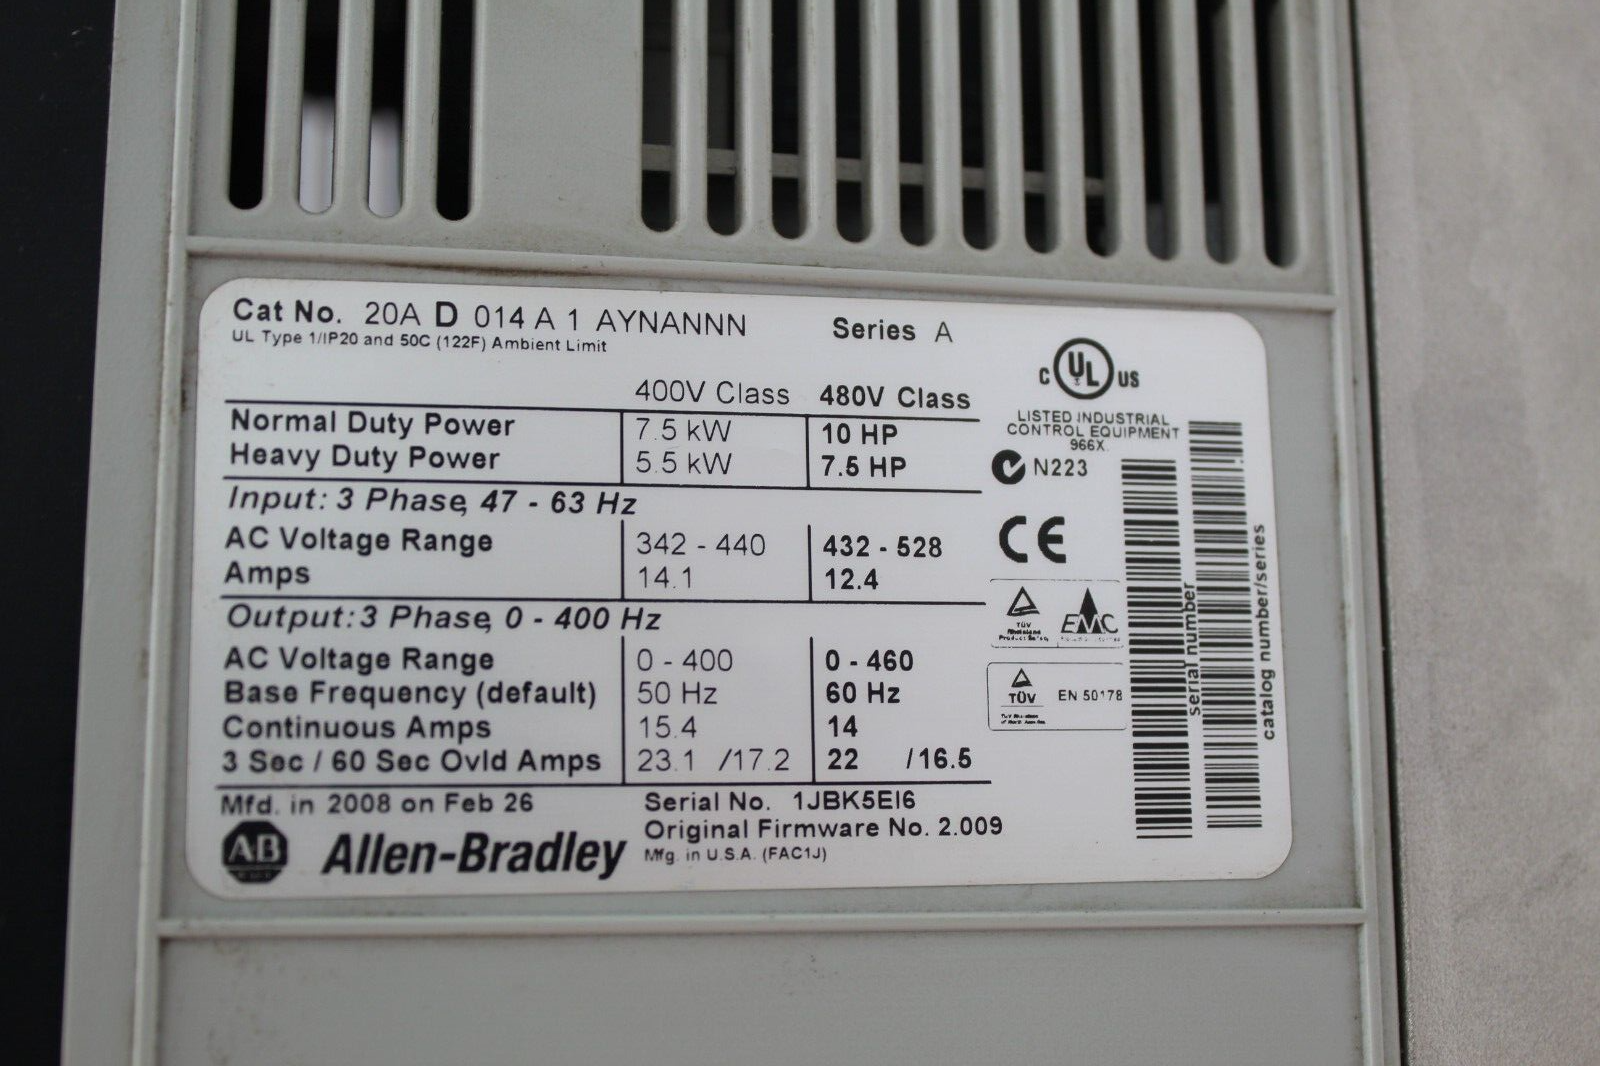 Cat No. 20A D 014 A 1 AYNANNN Series A
UL Type 1/IP20 and 50C (122F) Ambient Limit
400V Class 480V Class
Normal Duty Power 7.5 kW 10 HP
Heavy Duty Power 5.5 kW 7.5 HP
Input: 3 Phase, 47 - 63 Hz
AC Voltage Range 342 - 440 432 - 528
Amps 14.1 12.4
Output: 3 Phase, 0 - 400 Hz
AC Voltage Range 0 - 400 0 - 460
Base Frequency (default) 50 Hz 60 Hz
Continuous Amps 15.4 14
3 Sec / 60 Sec Ovld Amps 23.1 /17.2 22 /16.5
Mfd. in 2008 on Feb 26
Serial No. 1JBK5EI6
Original Firmware No. 2.009
Mfg. in U.S.A. (FAC1J)
AB Allen-Bradley
C UL US
LISTED INDUSTRIAL
CONTROL EQUIPMENT
966X
N223
CE
TÜV
EMC
TÜV
EN 50178
serial number
catalog number/series